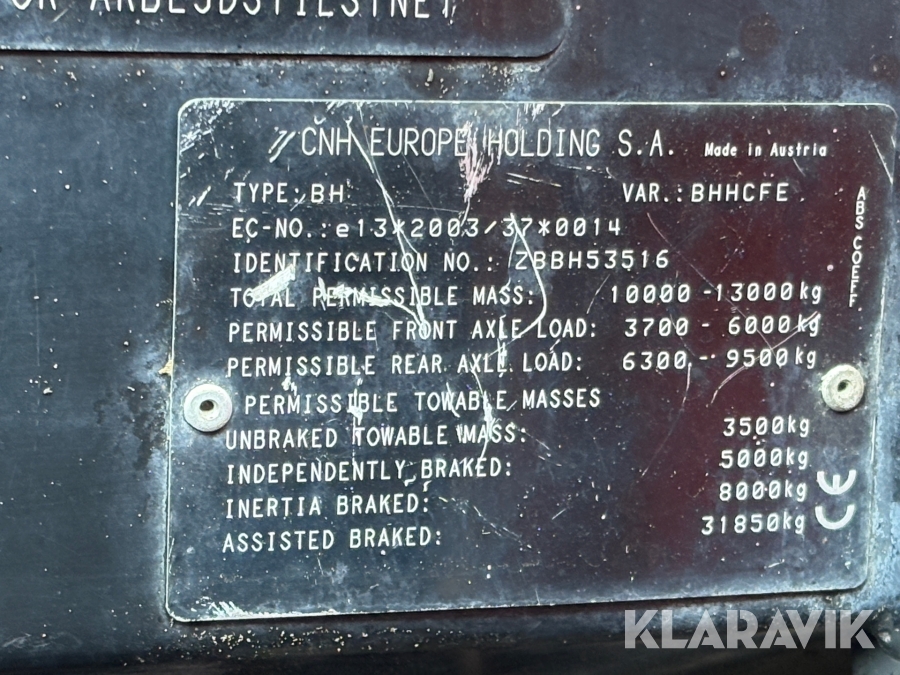 ARBEJDSTILSYNET
CNH EUROPE HOLDING S.A. Made in Austria
TYPE: BH VAR.: BHHCFE
EC-NO.: e13*2003/37*0014
IDENTIFICATION NO.: ZBBH53516
TOTAL PERMISSIBLE MASS: 10000 - 13000 kg
PERMISSIBLE FRONT AXLE LOAD: 3700 - 6000 kg
PERMISSIBLE REAR AXLE LOAD: 6300 - 9500 kg
PERMISSIBLE TOWABLE MASSES
UNBRAKED TOWABLE MASS: 3500 kg
INDEPENDENTLY BRAKED: 5000 kg
INERTIA BRAKED: 8000 kg
ASSISTED BRAKED: 31850 kg
CE
ABS COEFF
KLARAVIK